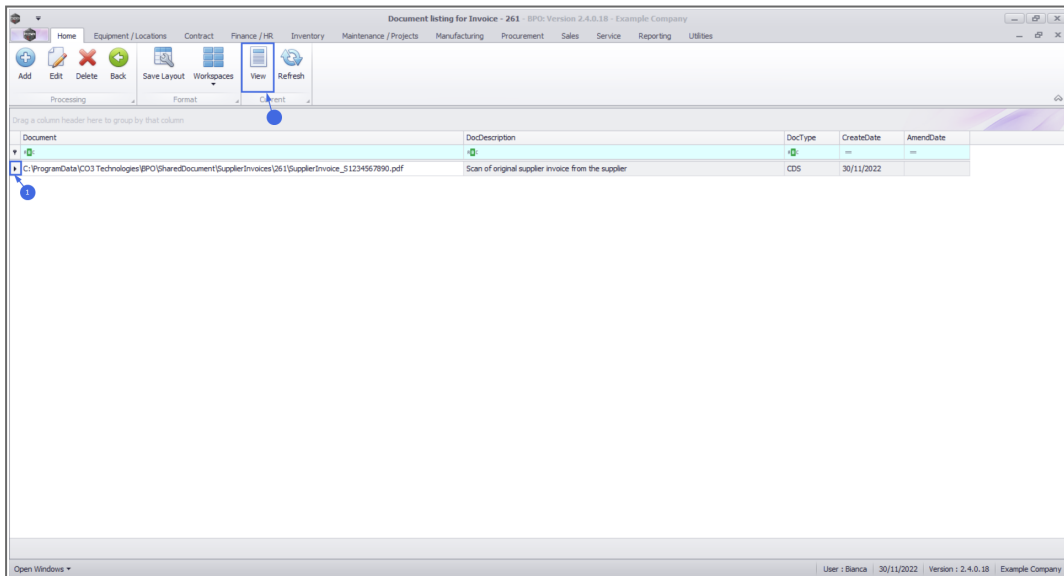 Document listing for Invoice - 261 - BPO: Version 2.4.0.18 - Example Company
Home Equipment / Locations Contract Finance / HR Inventory Maintenance / Projects Manufacturing Procurement Sales Service Reporting Utilities
Add Edit Delete Back Save Layout Workspaces View Refresh
Processing Format
Drag a column header here to group by that column
Document DocDescription DocType CreateDate AmendDate
C:\ProgramData\CO3 Technologies\BPO\SharedDocument\SupplierInvoices\261\SupplierInvoice_S1234567890.pdf Scan of original supplier invoice from the supplier CDS 30/11/2022
1
Open Windows User : Bianca 30/11/2022 Version : 2.4.0.18 Example Company